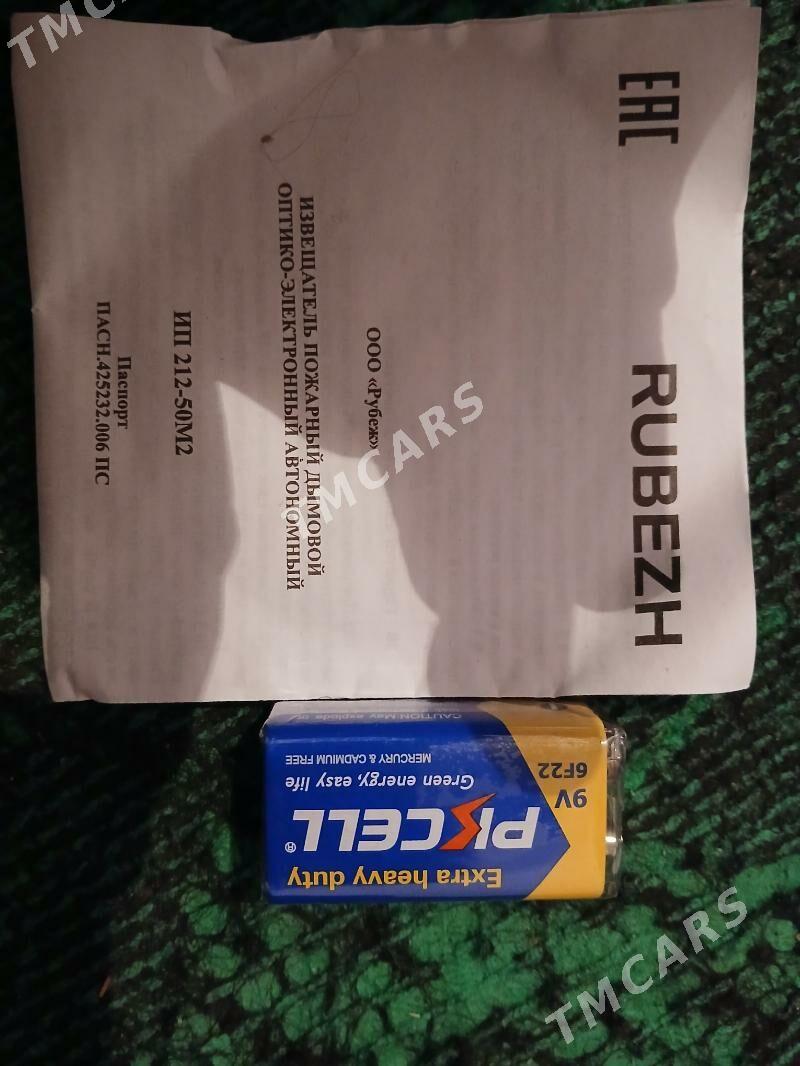 EAC
RUBEZH
ООО «Рубеж»
ИЗВЕЩАТЕЛЬ ПОЖАРНЫЙ ДЫМОВОЙ
ОПТИКО-ЭЛЕКТРОННЫЙ АВТОНОМНЫЙ
ИП 212-50М2
Паспорт
ПАСН.425232.006 ПС
Extra heavy duty
PKCELL®
9V
6F22
Green energy, easy life
MERCURY & CADMIUM FREE
CAUTION May explode
TMCARS
TMCARS
TMCARS